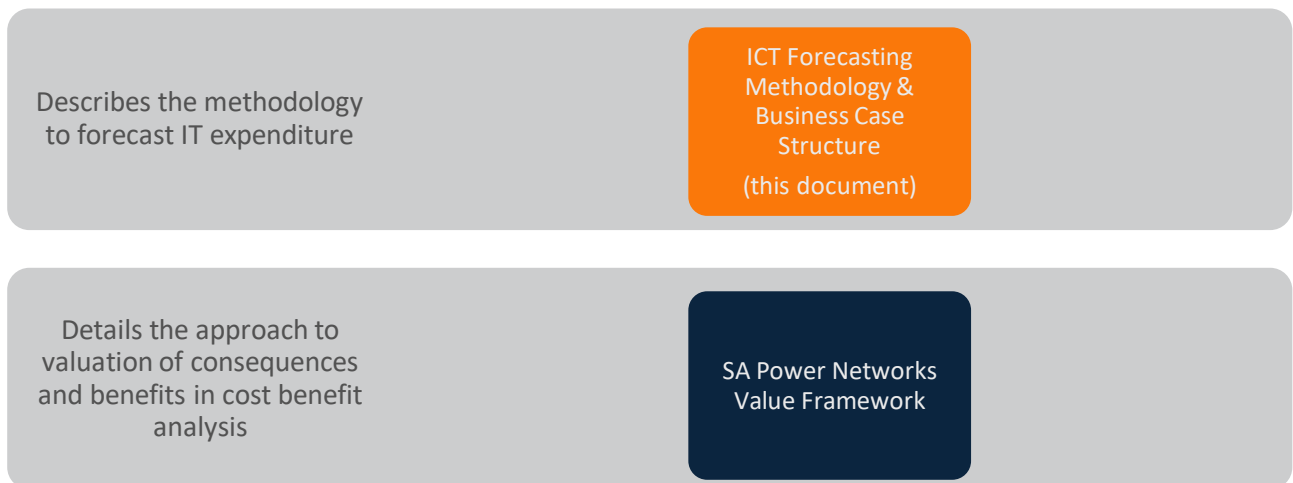 Describes the methodology
to forecast IT expenditure
ICT Forecasting
Methodology &
Business Case
Structure
(this document)
Details the approach to
valuation of consequences
and benefits in cost benefit
analysis
SA Power Networks
Value Framework